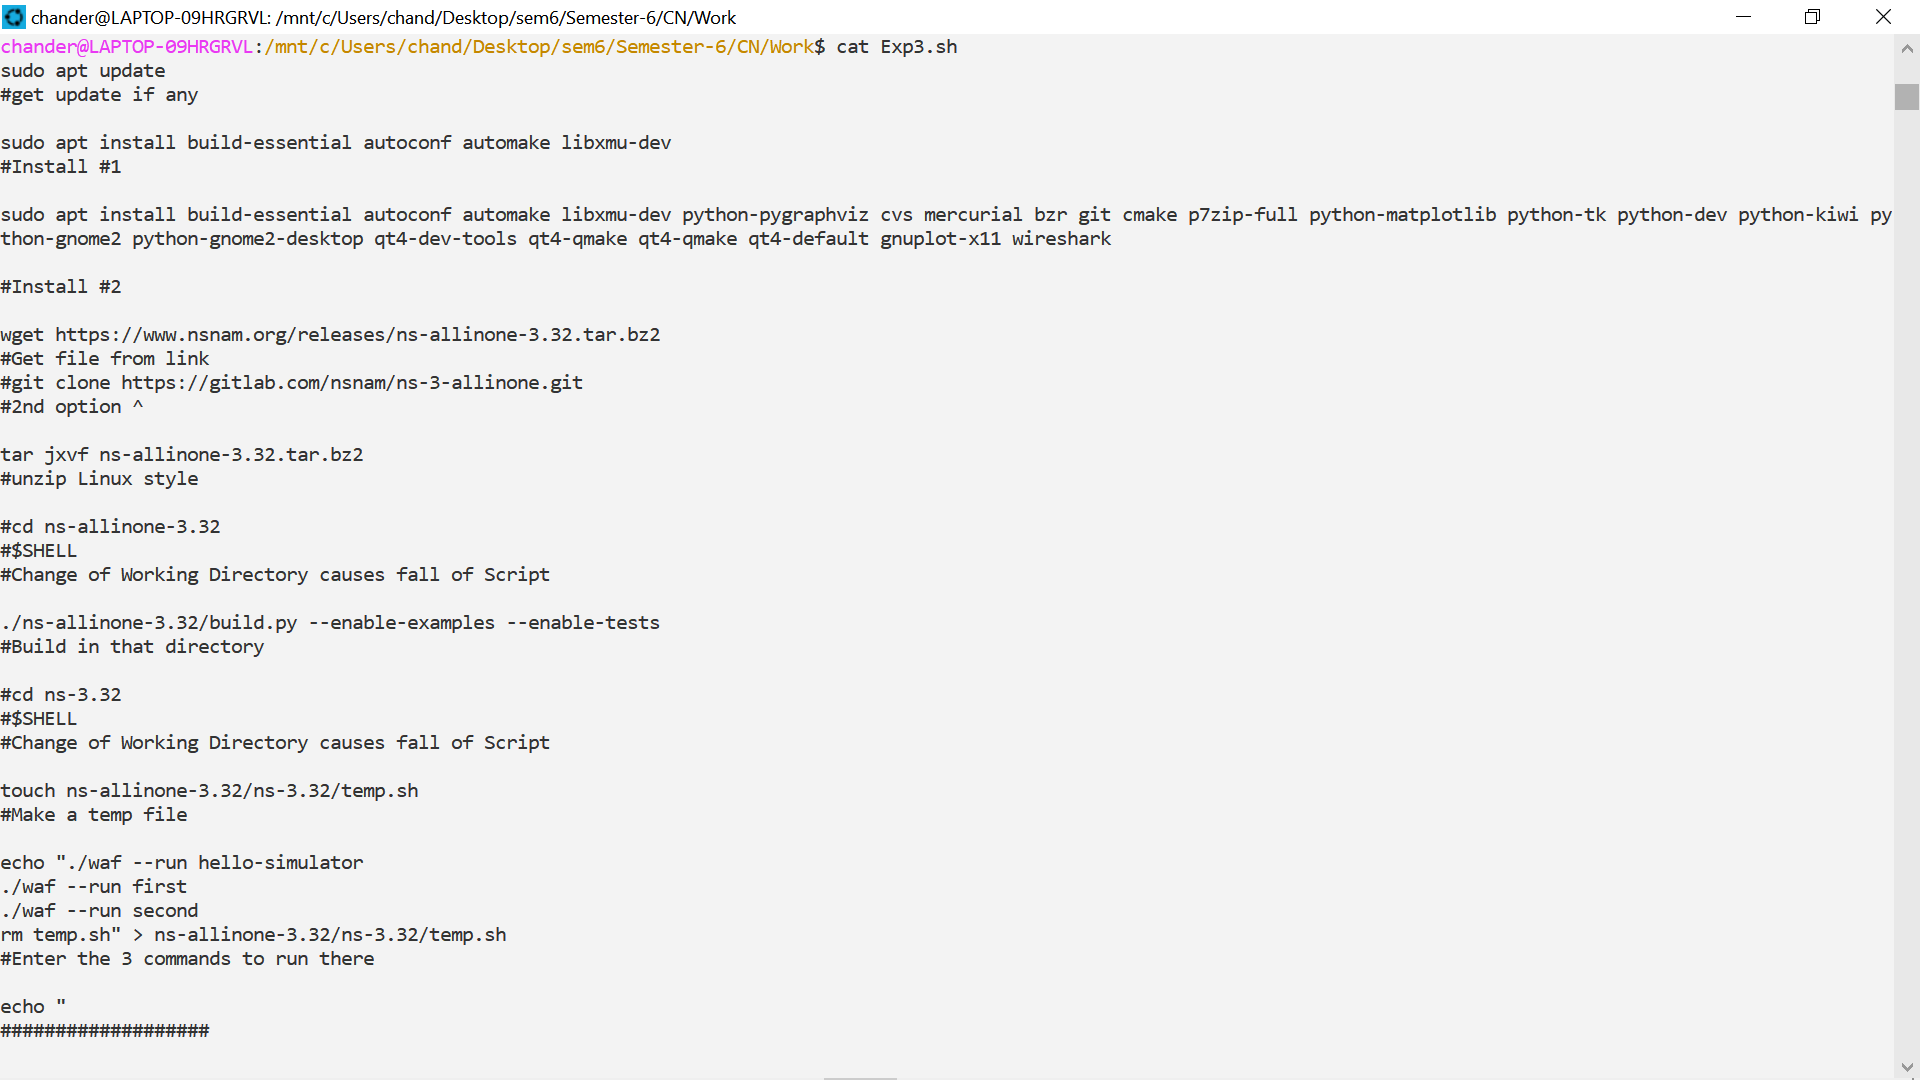 chander@LAPTOP-09HRGRVL: /mnt/c/Users/chand/Desktop/sem6/Semester-6/CN/Work
chander@LAPTOP-09HRGRVL:/mnt/c/Users/chand/Desktop/sem6/Semester-6/CN/Work$ cat Exp3.sh
sudo apt update
#get update if any

sudo apt install build-essential autoconf automake libxmu-dev
#Install #1

sudo apt install build-essential autoconf automake libxmu-dev python-pygraphviz cvs mercurial bzr git cmake p7zip-full python-matplotlib python-tk python-dev python-kiwi py
thon-gnome2 python-gnome2-desktop qt4-dev-tools qt4-qmake qt4-qmake qt4-default gnuplot-x11 wireshark

#Install #2

wget https://www.nsnam.org/releases/ns-allinone-3.32.tar.bz2
#Get file from link
#git clone https://gitlab.com/nsnam/ns-3-allinone.git
#2nd option ^

tar jxvf ns-allinone-3.32.tar.bz2
#unzip Linux style

#cd ns-allinone-3.32
#$SHELL
#Change of Working Directory causes fall of Script

./ns-allinone-3.32/build.py --enable-examples --enable-tests
#Build in that directory

#cd ns-3.32
#$SHELL
#Change of Working Directory causes fall of Script

touch ns-allinone-3.32/ns-3.32/temp.sh
#Make a temp file

echo "./waf --run hello-simulator
./waf --run first
./waf --run second
rm temp.sh" > ns-allinone-3.32/ns-3.32/temp.sh
#Enter the 3 commands to run there

echo "
###################